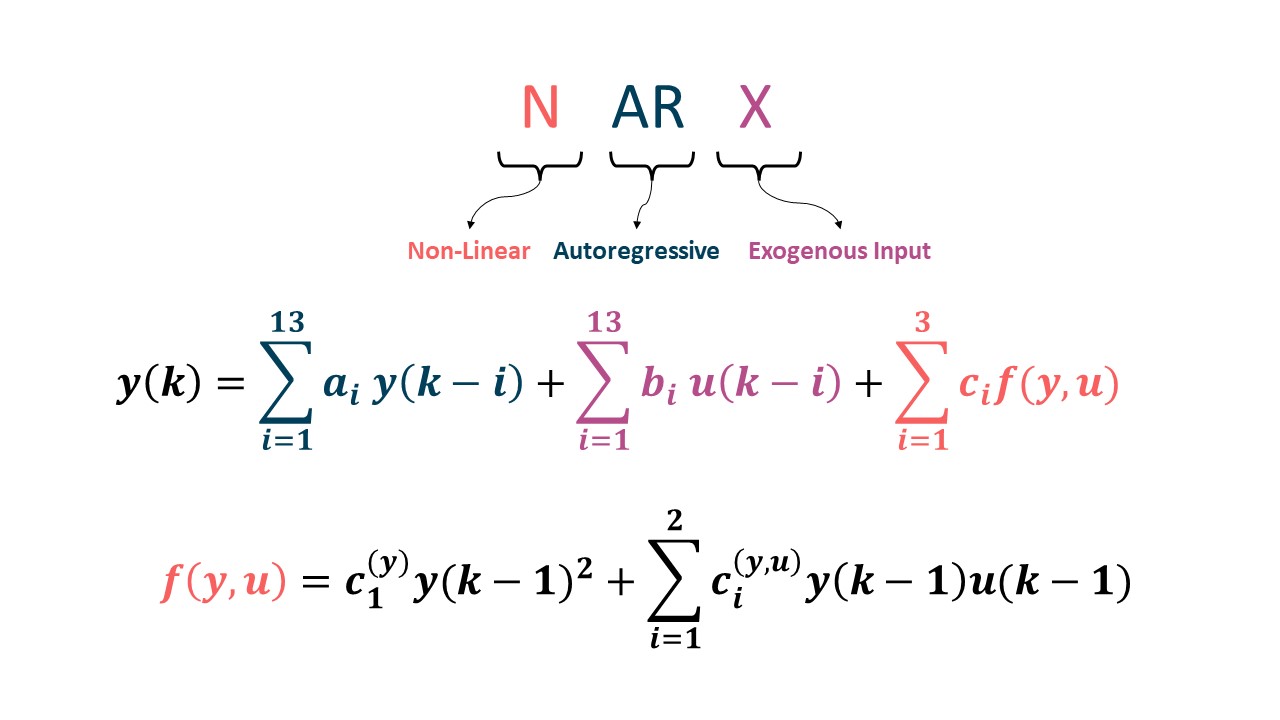 N AR X
Non-Linear Autoregressive Exogenous Input
$y(k) = \sum_{i=1}^{13} a_i \, y(k-i) + \sum_{i=1}^{13} b_i \, u(k-i) + \sum_{i=1}^{3} c_i f(y,u)$
$f(y,u) = c_1^{(y)} y(k-1)^2 + \sum_{i=1}^{2} c_i^{(y,u)} y(k-1)u(k-1)$